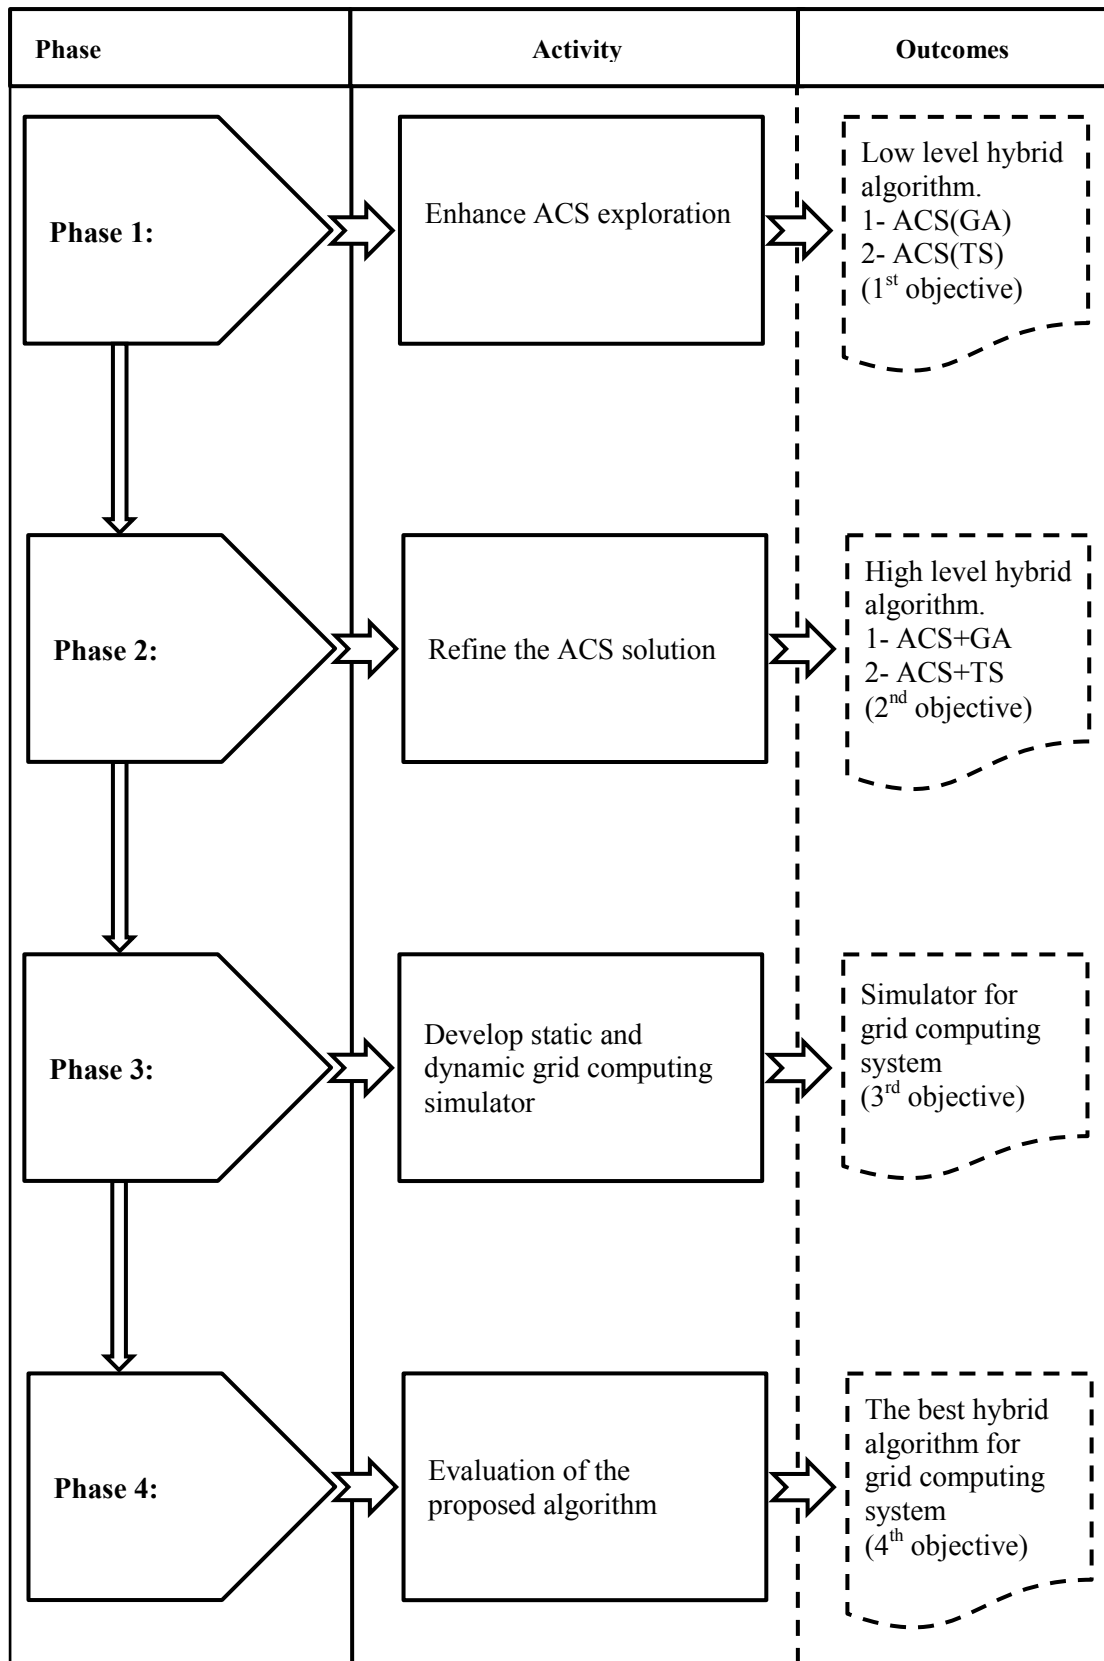 Phase
Activity
Outcomes
Phase 1:
Enhance ACS exploration
Low level hybrid
algorithm.
1- ACS(GA)
2- ACS(TS)
(1st objective)
Phase 2:
Refine the ACS solution
High level hybrid
algorithm.
1- ACS+GA
2- ACS+TS
(2nd objective)
Phase 3:
Develop static and
dynamic grid computing
simulator
Simulator for
grid computing
system
(3rd objective)
Phase 4:
Evaluation of the
proposed algorithm
The best hybrid
algorithm for
grid computing
system
(4th objective)